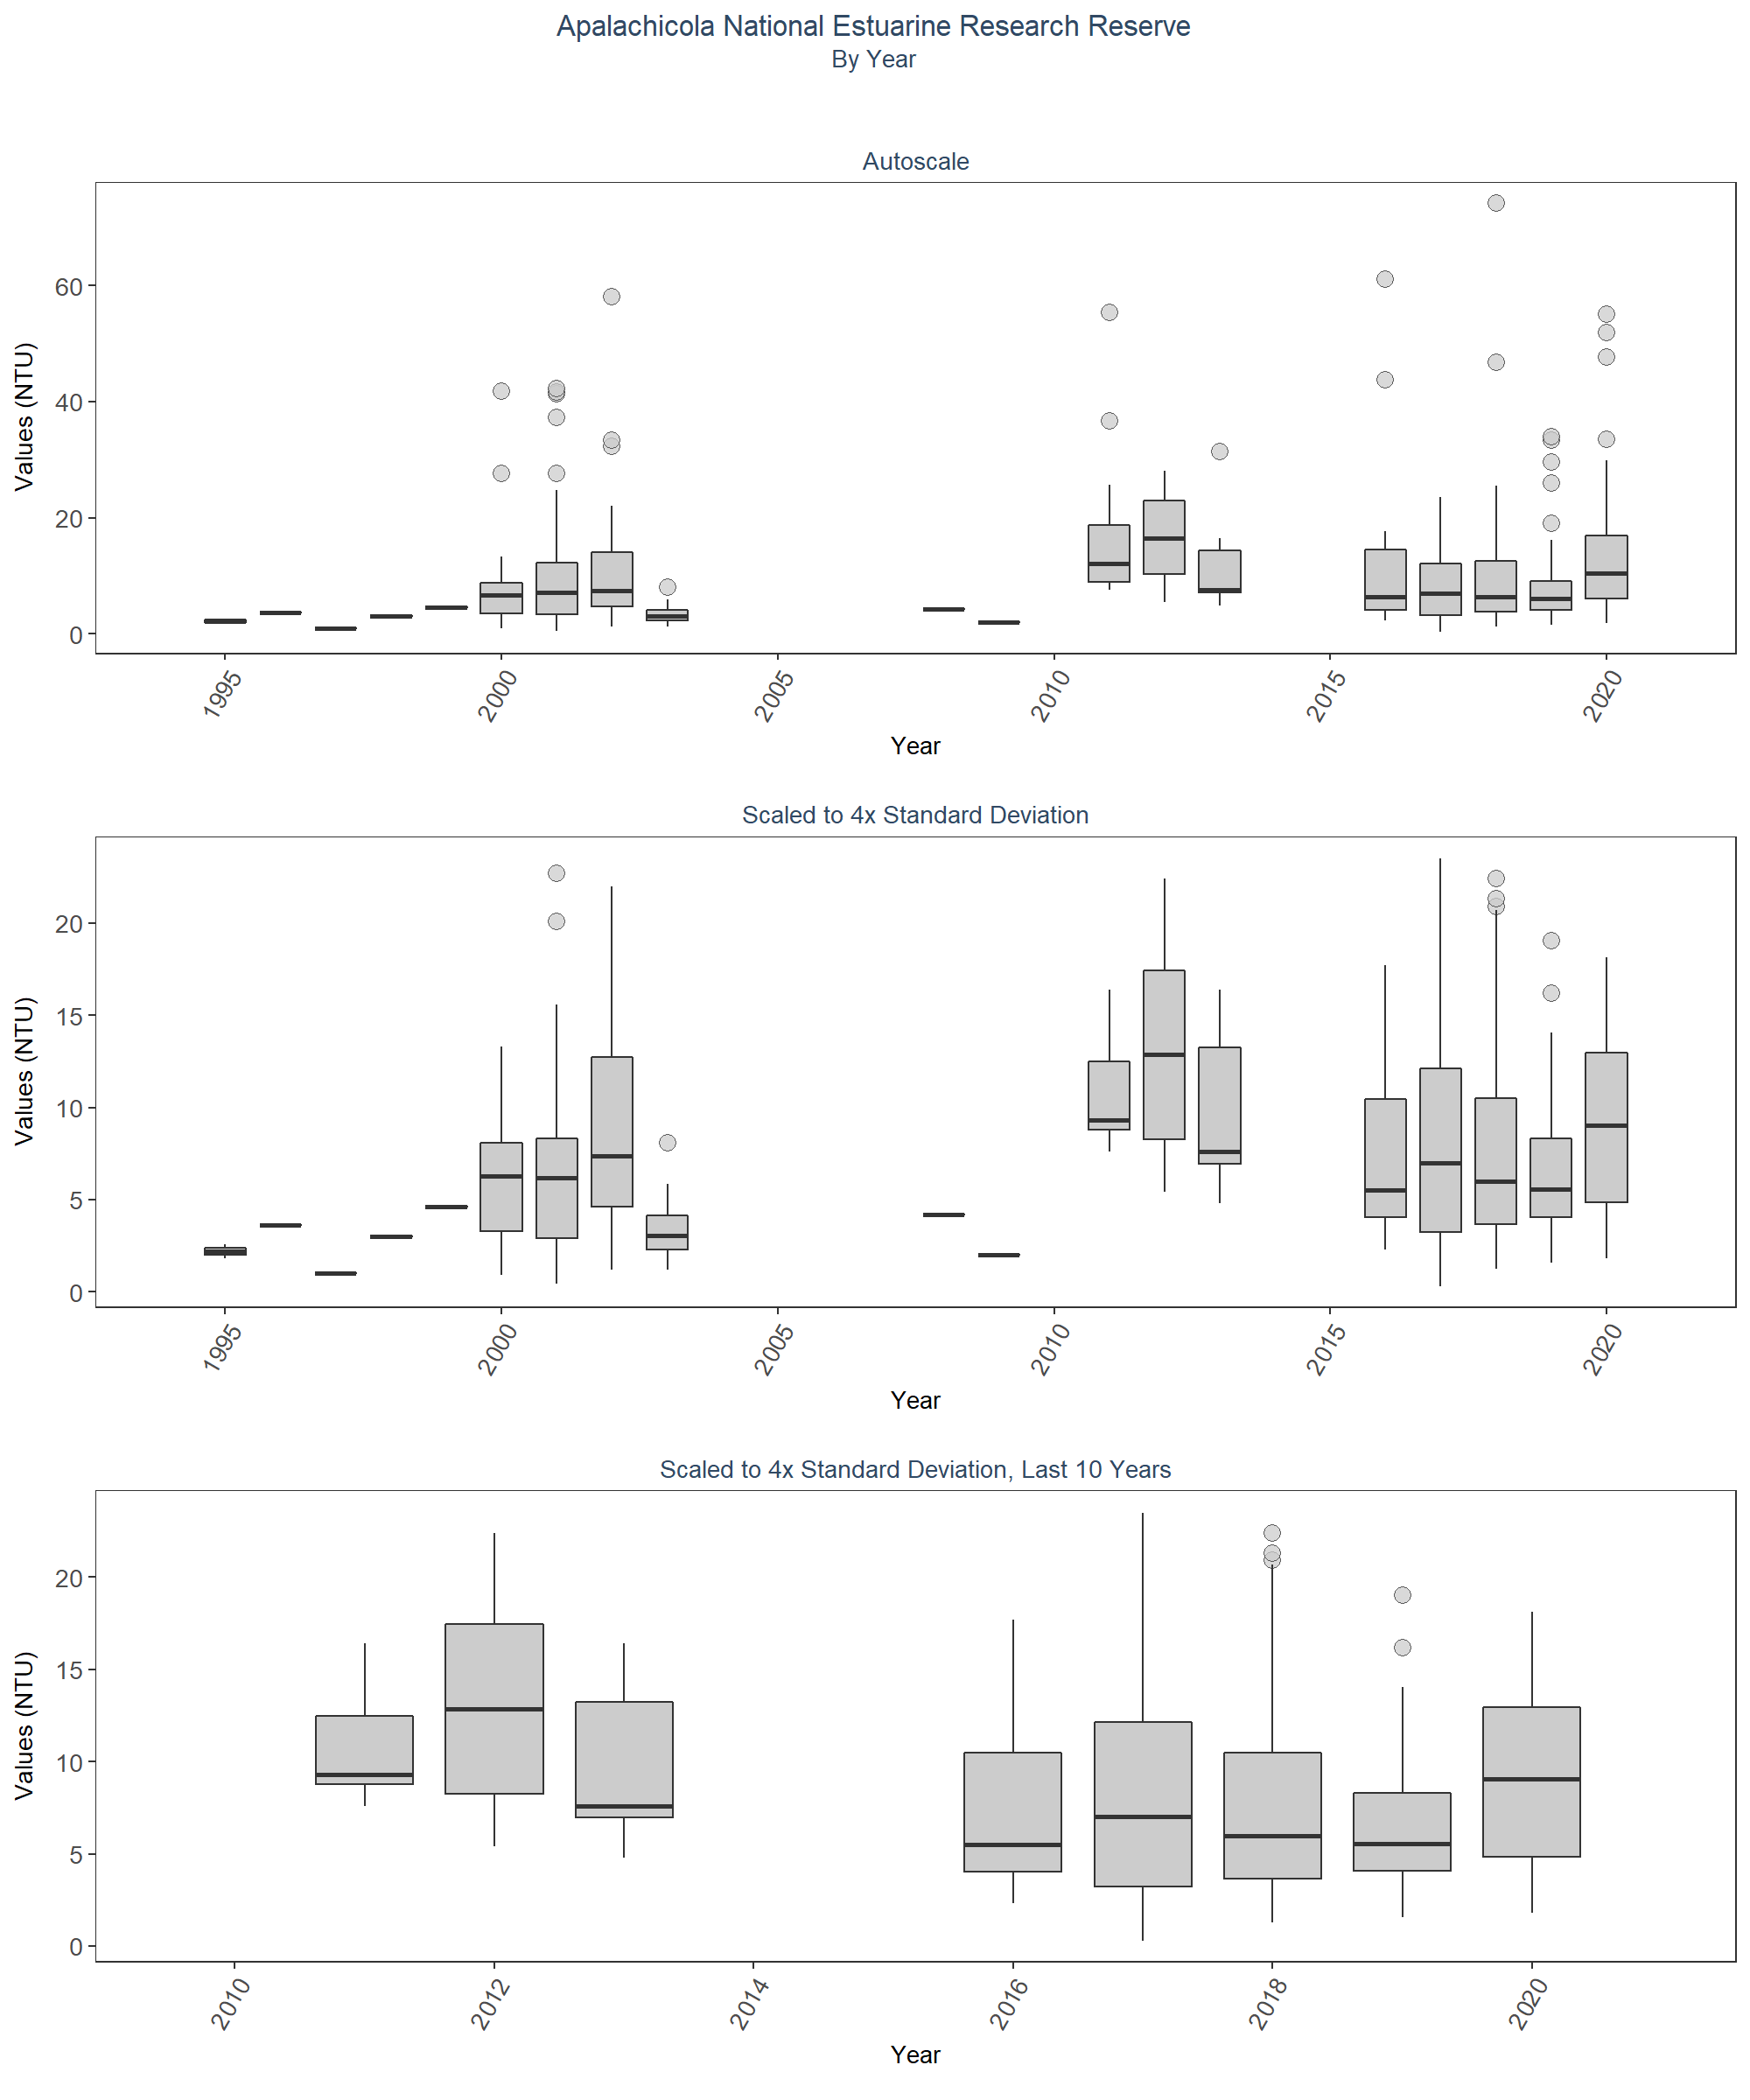 Apalachicola National Estuarine Research Reserve
By Year
Autoscale
Values (NTU)
60
40
20
0
1995 2000 2005 2010 2015 2020
Year
Scaled to 4x Standard Deviation
Values (NTU)
20
15
10
5
0
1995 2000 2005 2010 2015 2020
Year
Scaled to 4x Standard Deviation, Last 10 Years
Values (NTU)
20
15
10
5
0
2010 2012 2014 2016 2018 2020
Year